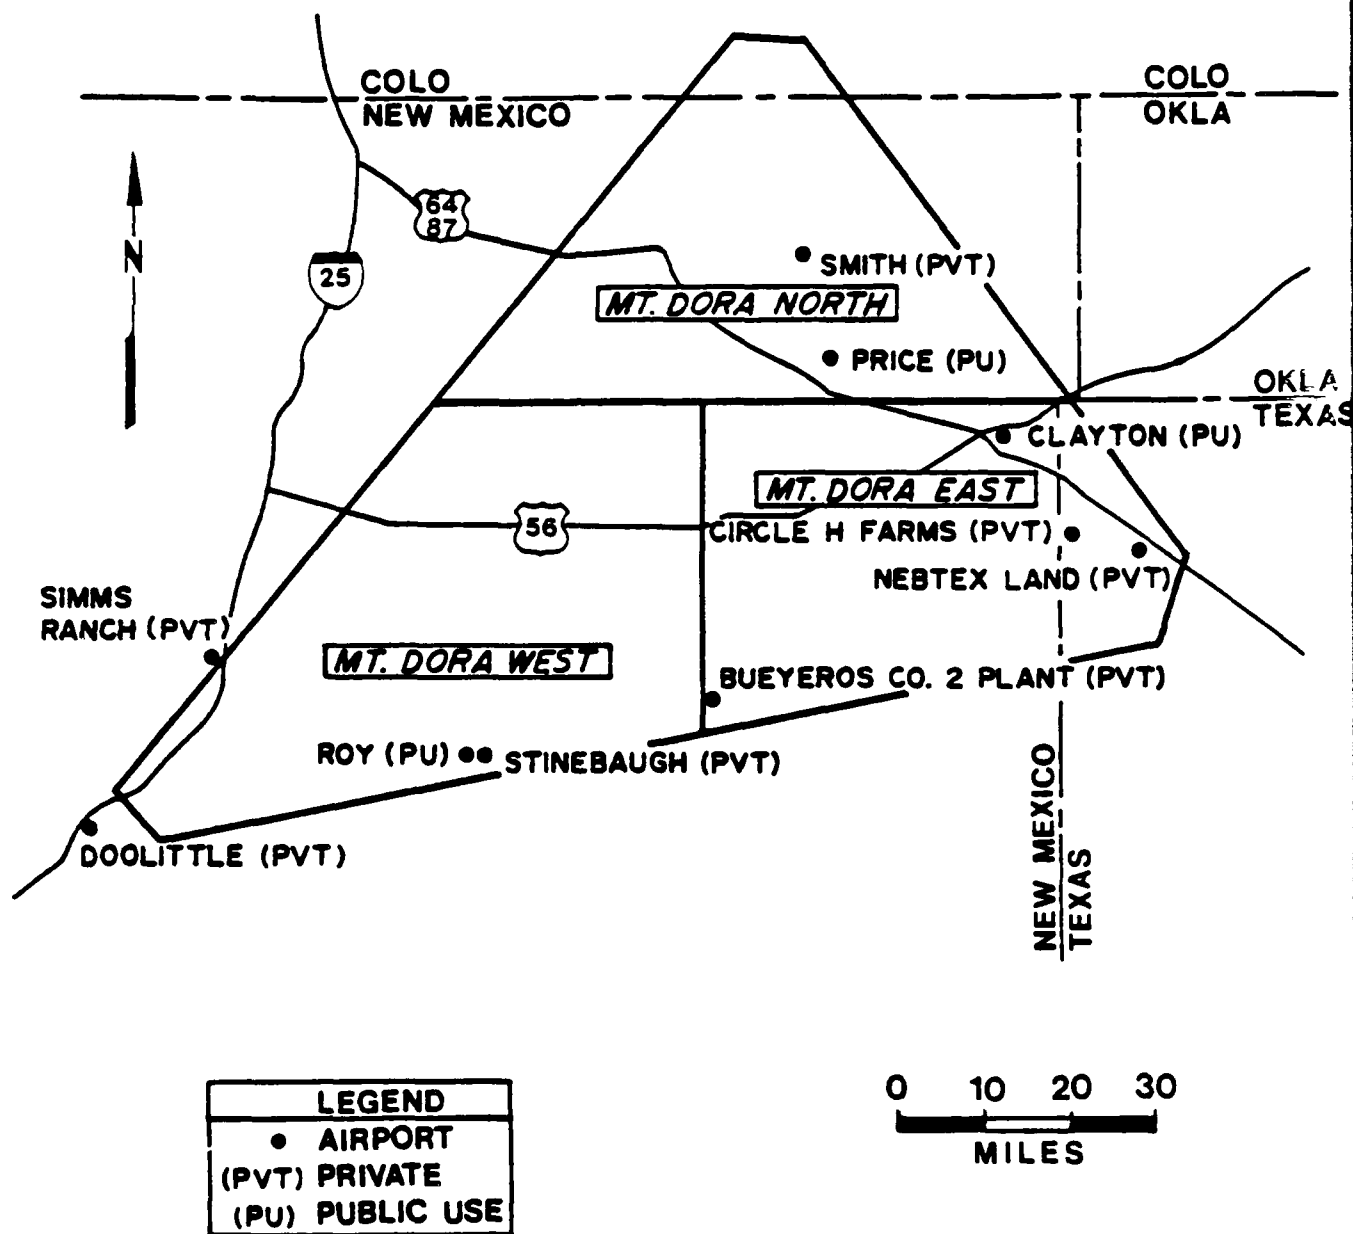 COLO
NEW MEXICO
COLO
OKLA
64
87
N
25
SMITH (PVT)
MT. DORA NORTH
PRICE (PU)
OKLA
TEXAS
CLAYTON (PU)
MT. DORA EAST
56
CIRCLE H FARMS (PVT)
NEBTEX LAND (PVT)
SIMMS
RANCH (PVT)
MT. DORA WEST
BUEYEROS CO. 2 PLANT (PVT)
ROY (PU)
STINEBAUGH (PVT)
NEW MEXICO
TEXAS
DOOLITTLE (PVT)
LEGEND
AIRPORT
(PVT) PRIVATE
(PU) PUBLIC USE
0 10 20 30
MILES